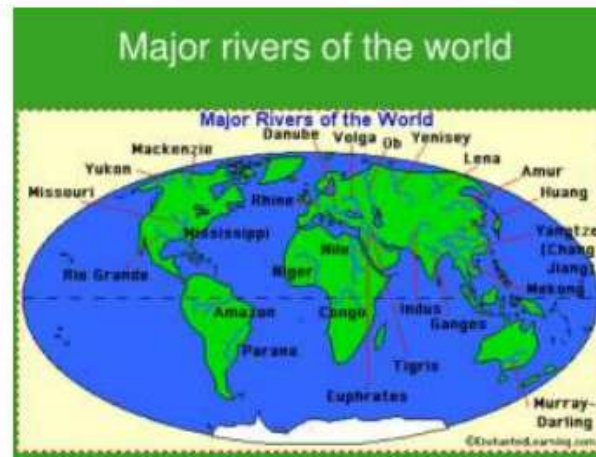 Major rivers of the world
Major Rivers of the World
Danube Volga Ob Yenisey
Mackenzie
Lena
Yukon
Amur
Missouri
Rhine
Huang
Mississippi
Yangtze
(Chang
Jiang)
Nile
Rio Grande
Niger
Mekong
Amazon
Congo
Indus
Ganges
Parana
Tigris
Euphrates
Murray-
Darling
©EnchantedLearning.com